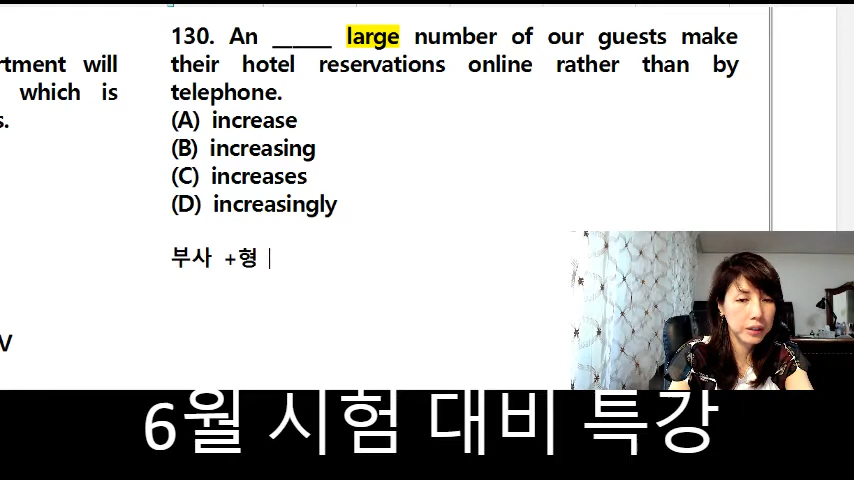 rtment will
which is
s.
V
130. An _____ large number of our guests make
their hotel reservations online rather than by
telephone.
(A) increase
(B) increasing
(C) increases
(D) increasingly
부사 +형
6월 시험 대비 특강